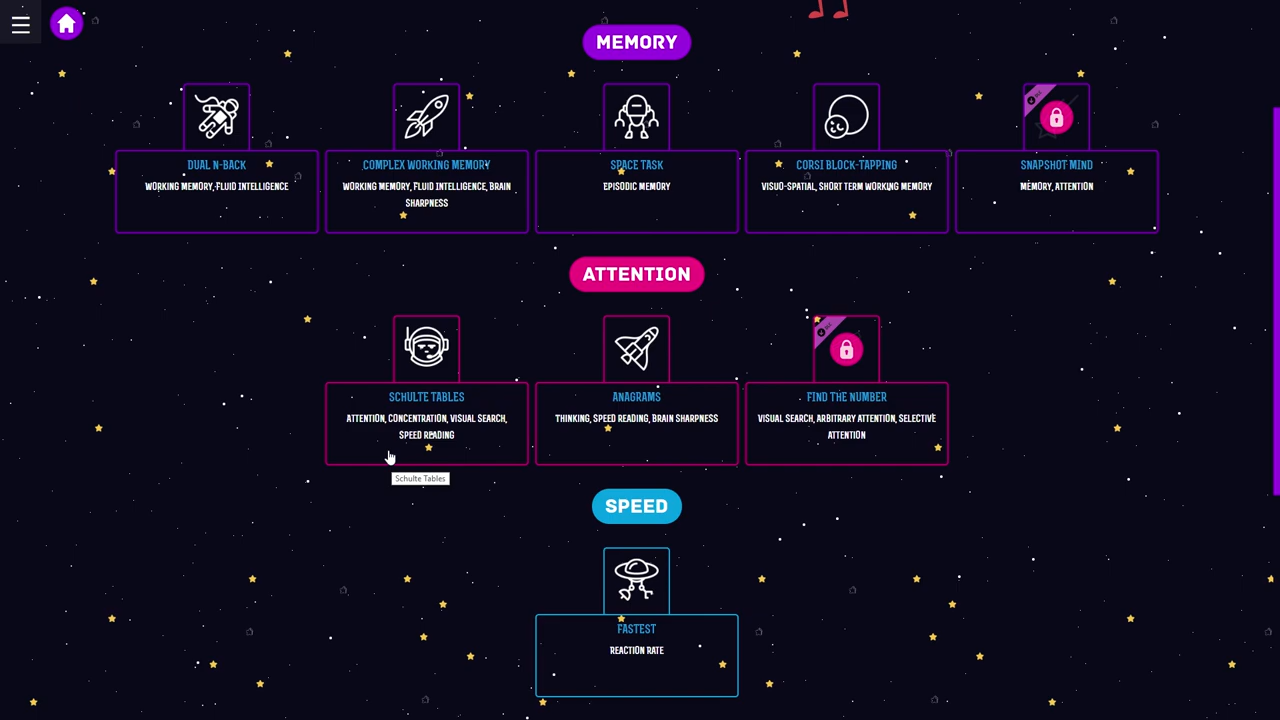 MEMORY
DUAL N-BACK
WORKING MEMORY, FLUID INTELLIGENCE
COMPLEX WORKING MEMORY
WORKING MEMORY, FLUID INTELLIGENCE, BRAIN
SHARPNESS
SPACE TASK
EPISODIC MEMORY
CORSI BLOCK-TAPPING
VISUO-SPATIAL, SHORT TERM WORKING MEMORY
SNAPSHOT MIND
MEMORY, ATTENTION
ATTENTION
SCHULTE TABLES
ATTENTION, CONCENTRATION, VISUAL SEARCH,
SPEED READING
Schulte Tables
ANAGRAMS
THINKING, SPEED READING, BRAIN SHARPNESS
FIND THE NUMBER
VISUAL SEARCH, ARBITRARY ATTENTION, SELECTIVE
ATTENTION
SPEED
FASTEST
REACTION RATE